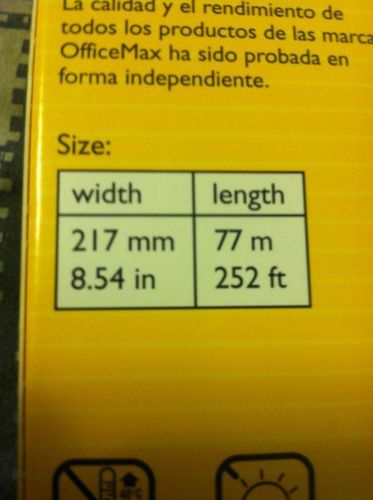 La calidad y el rendimiento de
todos los productos de las marca
OfficeMax ha sido probada en
forma independiente.
Size:
width length
217 mm 77 m
8.54 in 252 ft
40°C